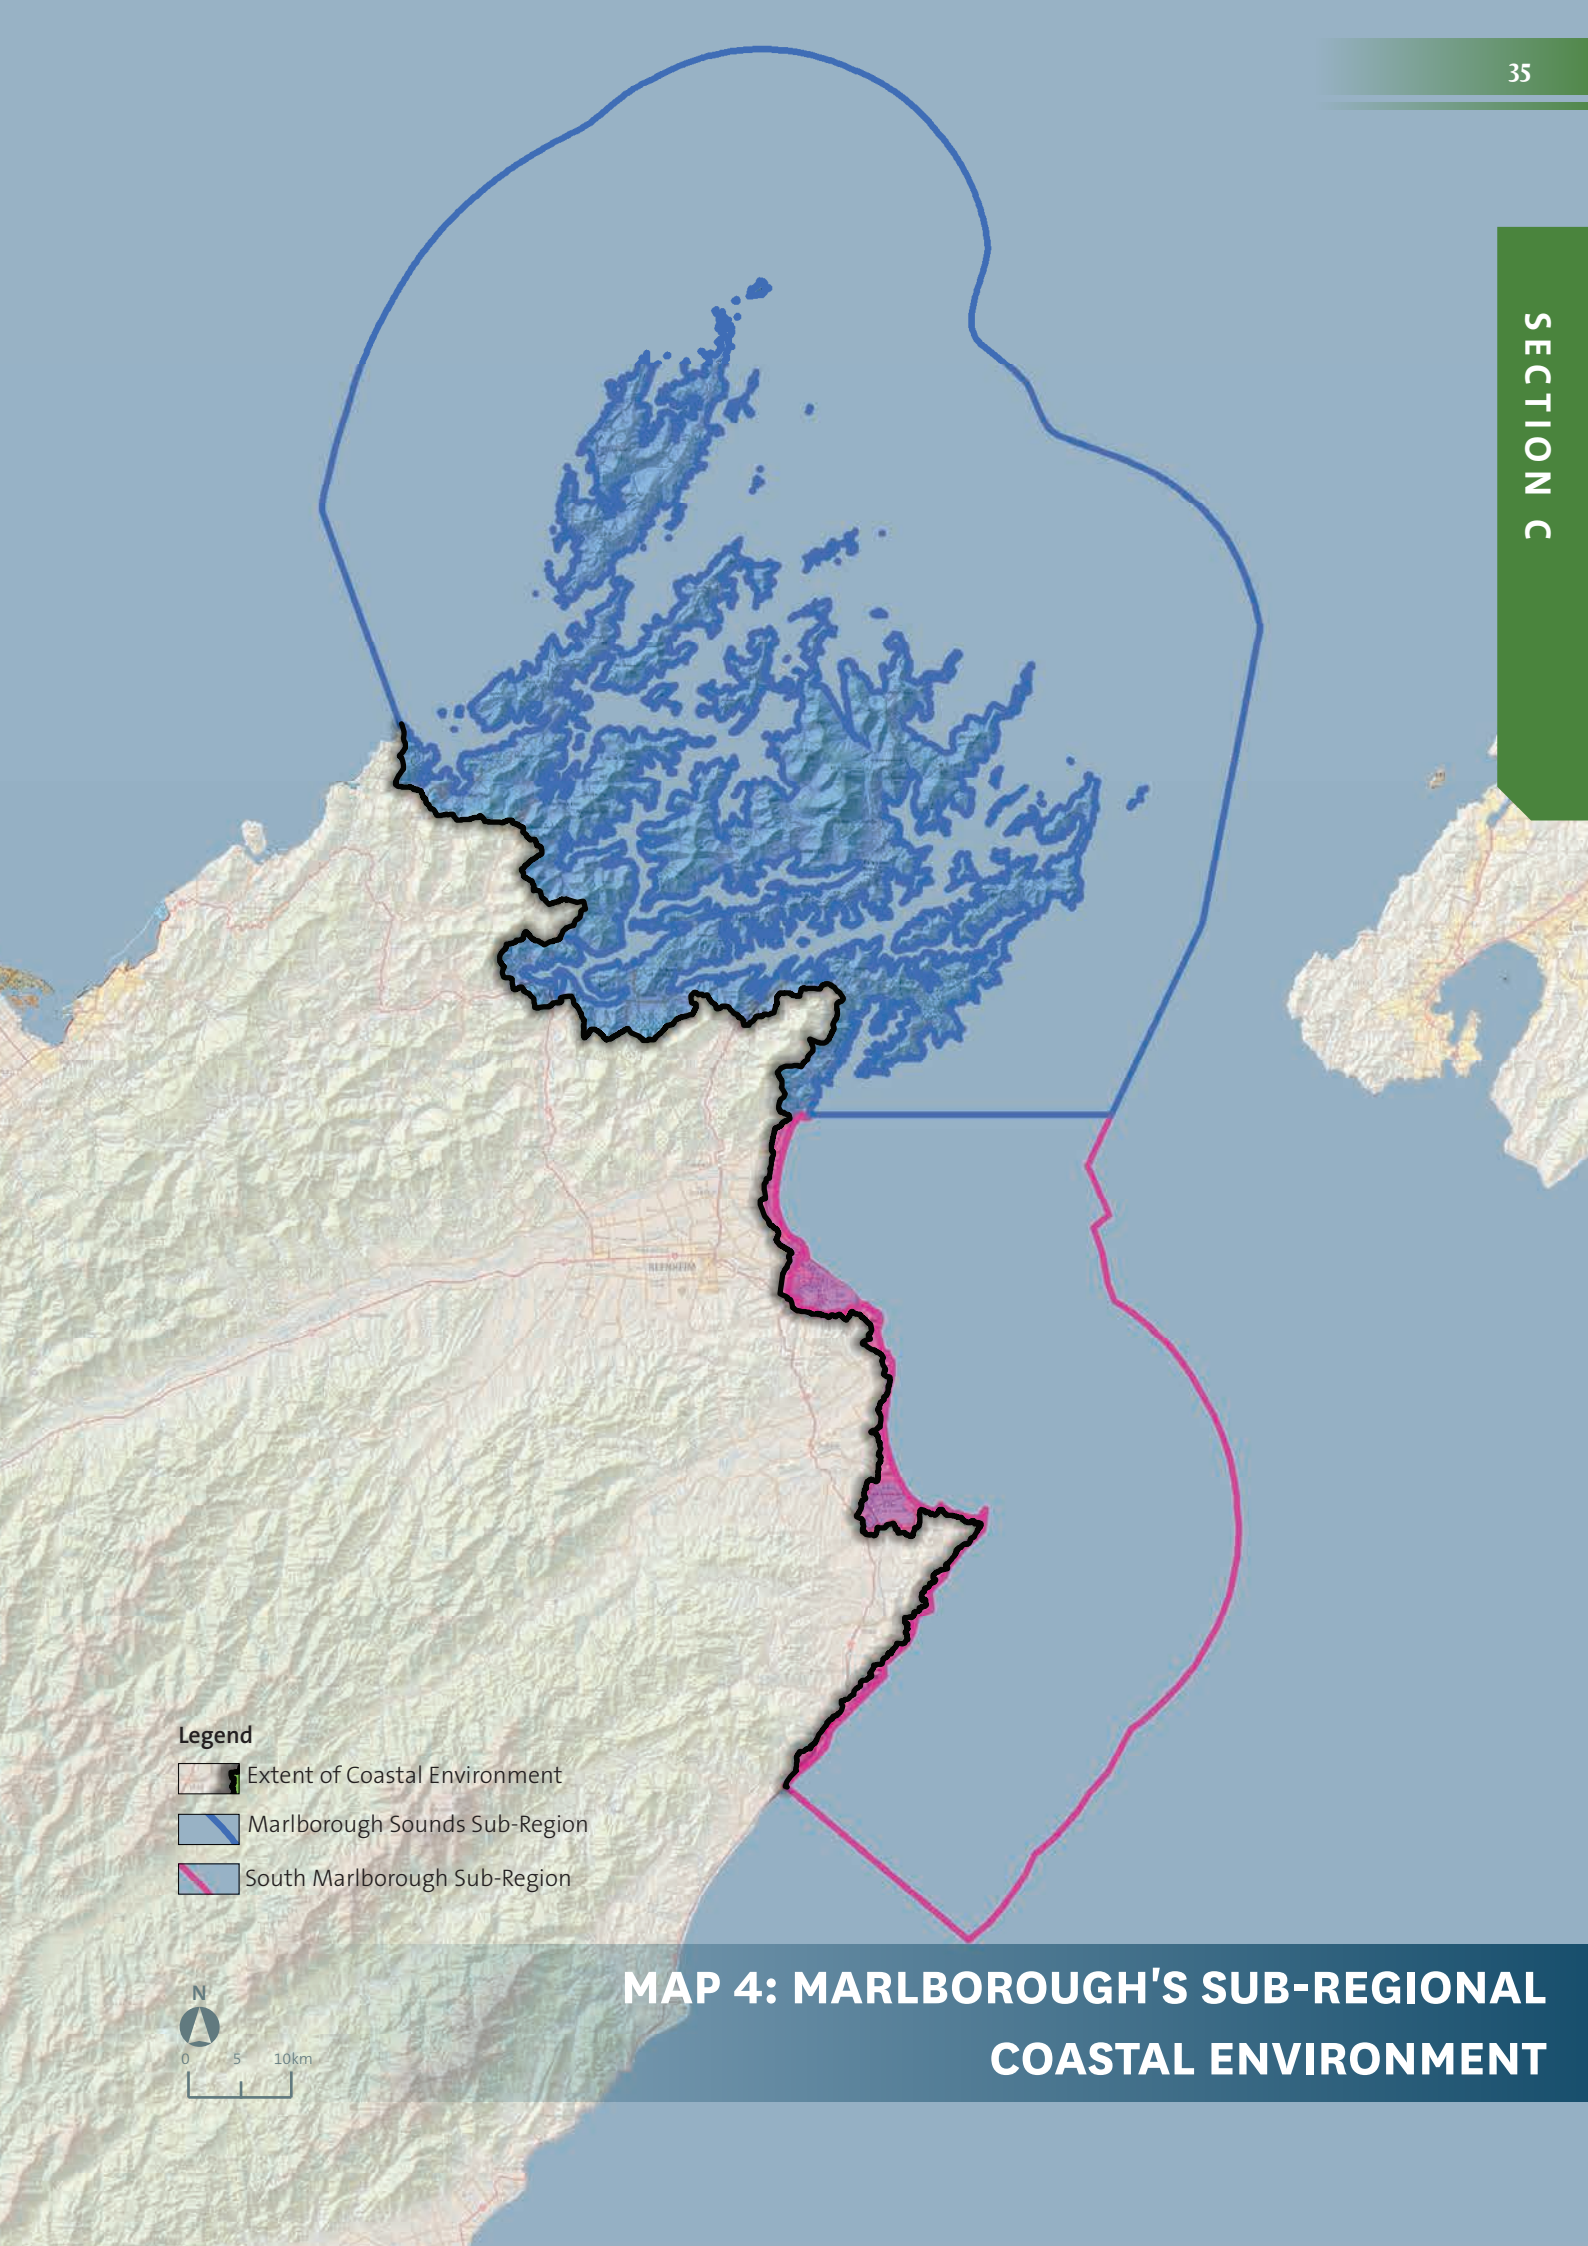 35
SECTION C
BLENHEIM
Legend
Extent of Coastal Environment
Marlborough Sounds Sub-Region
South Marlborough Sub-Region
N
0 5 10km
MAP 4: MARLBOROUGH'S SUB-REGIONAL
COASTAL ENVIRONMENT